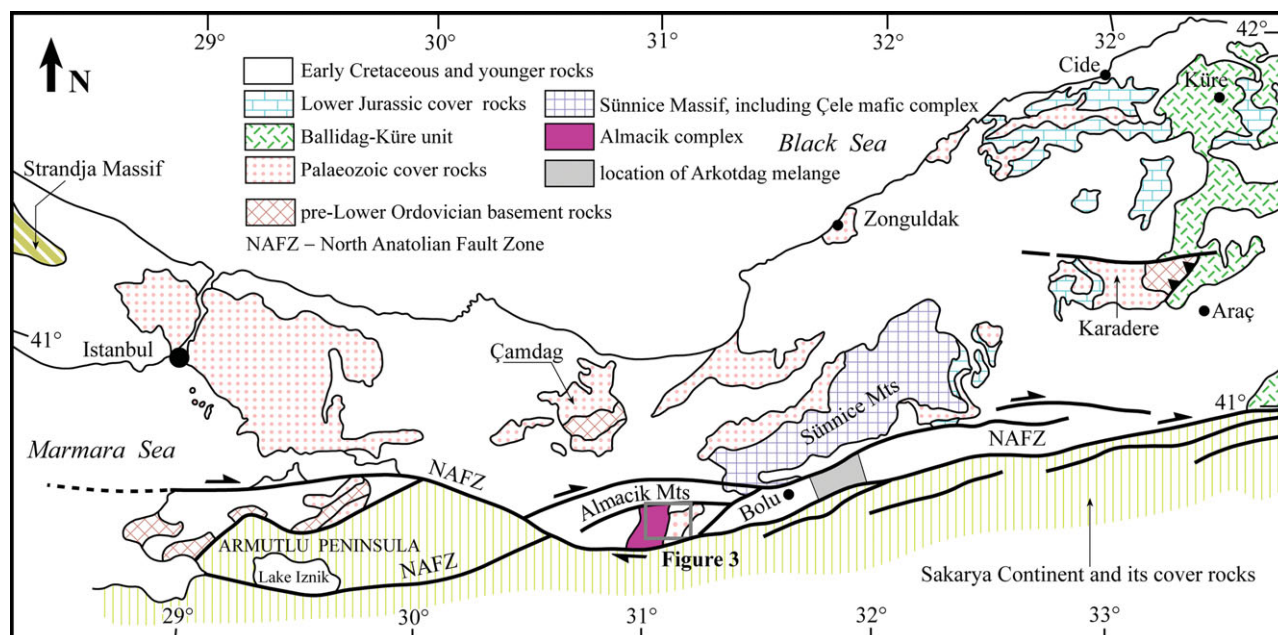 29°
30°
31°
32°
32°
42°
N
Early Cretaceous and younger rocks
Lower Jurassic cover rocks
Ballidag-Küre unit
Palaeozoic cover rocks
pre-Lower Ordovician basement rocks
NAFZ – North Anatolian Fault Zone
Sünnice Massif, including Çele mafic complex
Almacik complex
location of Arkotdag melange
Black Sea
Cide
Küre
Strandja Massif
Zonguldak
41°
Istanbul
Çamdag
Karadere
Araç
Sünnice Mts
41°
Marmara Sea
NAFZ
NAFZ
Almacik Mts
Bolu
ARMUTLU PENINSULA
NAFZ
Lake Iznik
Figure 3
Sakarya Continent and its cover rocks
29°
30°
31°
32°
33°